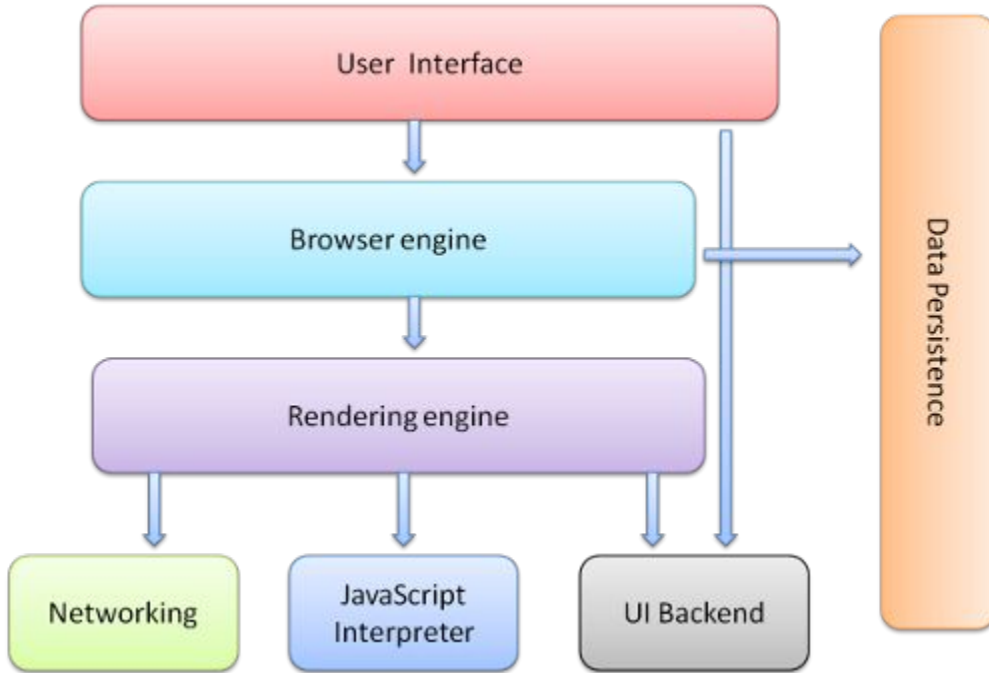 User Interface
Browser engine
Data Persistence
Rendering engine
Networking
JavaScript
Interpreter
UI Backend